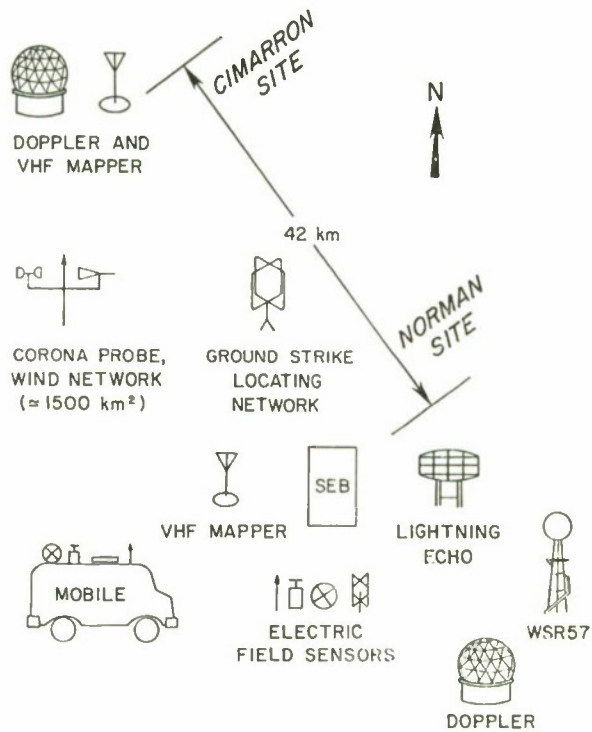 CIMARRON
SITE
N
DOPPLER AND
VHF MAPPER
42 km
NORMAN
SITE
CORONA PROBE,
WIND NETWORK
(≃1500 km²)
GROUND STRIKE
LOCATING
NETWORK
SEB
VHF MAPPER
LIGHTNING
ECHO
MOBILE
ELECTRIC
FIELD SENSORS
WSR57
DOPPLER